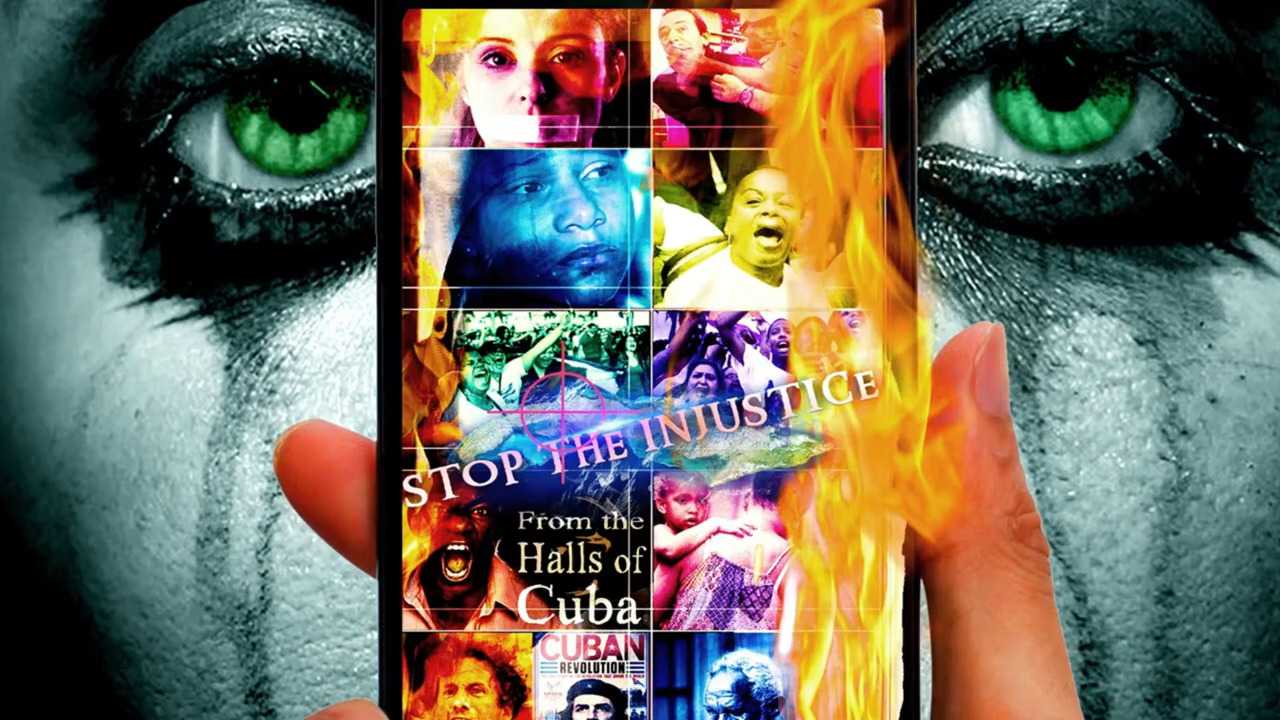 STOP THE INJUSTICE
From the
Halls of
Cuba
CUBAN
REVOLUTION